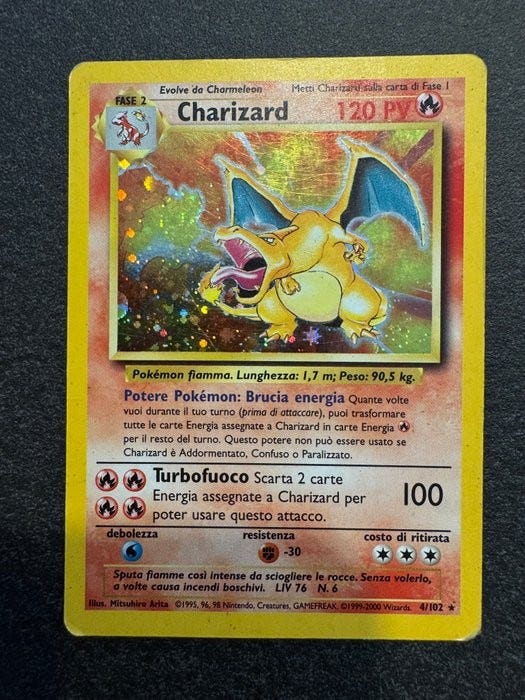 Evolve da Charmeleon Metti Charizard sulla carta di Fase 1
FASE 2 Charizard 120 PV
Pokémon fiamma. Lunghezza: 1,7 m; Peso: 90,5 kg.
Potere Pokémon: Brucia energia Quante volte
vuoi durante il tuo turno (prima di attaccare), puoi trasformare
tutte le carte Energia assegnate a Charizard in carte Energia
per il resto del turno. Questo potere non può essere usato se
Charizard è Addormentato, Confuso o Paralizzato.
Turbofuoco Scarta 2 carte
Energia assegnate a Charizard per 100
poter usare questo attacco.
debolezza resistenza costo di ritirata
-30
Sputa fiamme così intense da sciogliere le rocce. Senza volerlo,
a volte causa incendi boschivi. LIV 76 N. 6
Illus. Mitsuhiro Arita ©1995, 96, 98 Nintendo, Creatures, GAMEFREAK. ©1999-2000 Wizards. 4/102 ★